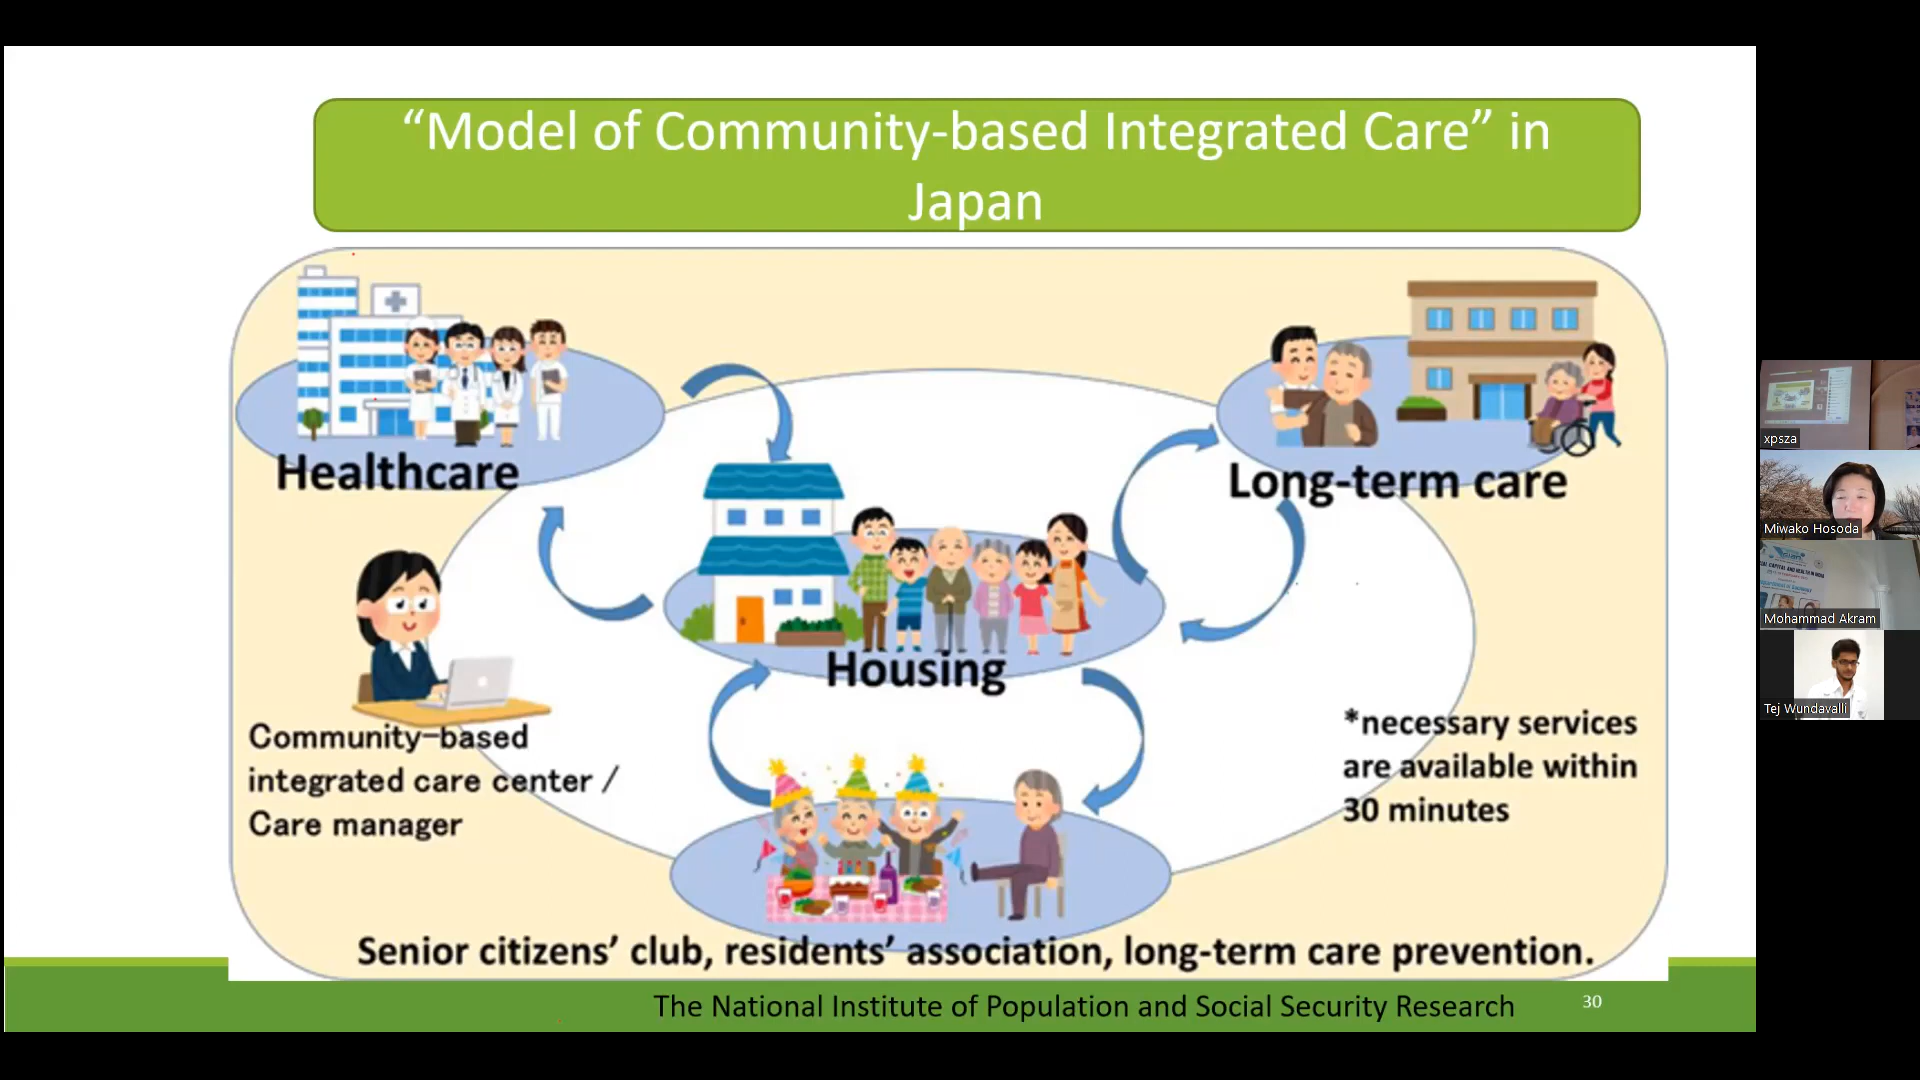 “Model of Community-based Integrated Care” in
Japan
Healthcare
Long-term care
Housing
Community-based
integrated care center /
Care manager
*necessary services
are available within
30 minutes
Senior citizens’ club, residents’ association, long-term care prevention.
The National Institute of Population and Social Security Research
30
xpsza
Miwako Hosoda
Mohammad Akram
Tej Wundavalli